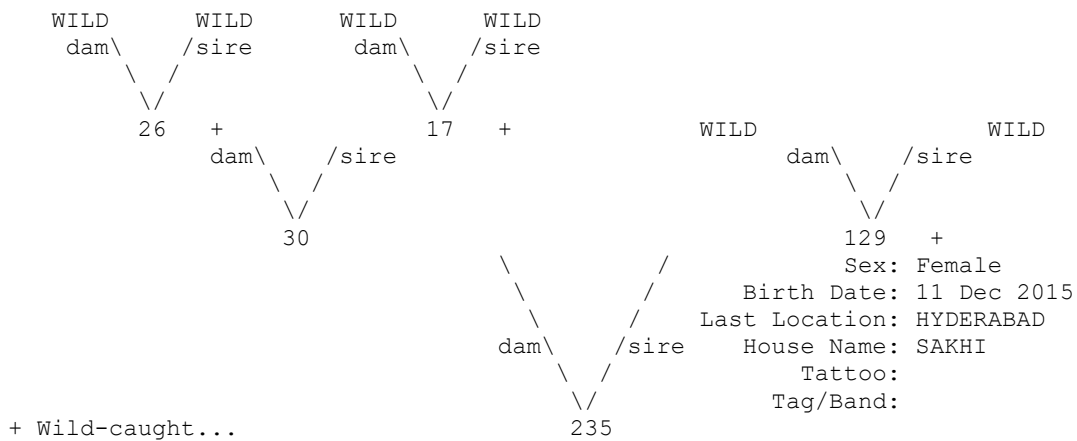 WILD WILD WILD WILD
dam\ /sire dam\ /sire
\ / \ /
\/ \/
26 + 17 + WILD WILD
dam\ /sire dam\ /sire
\ / \ /
\/ \/
30 129 +
\ / Sex: Female
\ / Birth Date: 11 Dec 2015
\ / Last Location: HYDERABAD
dam\ /sire House Name: SAKHI
\ / Tattoo:
\/ Tag/Band:
+ Wild-caught... 235